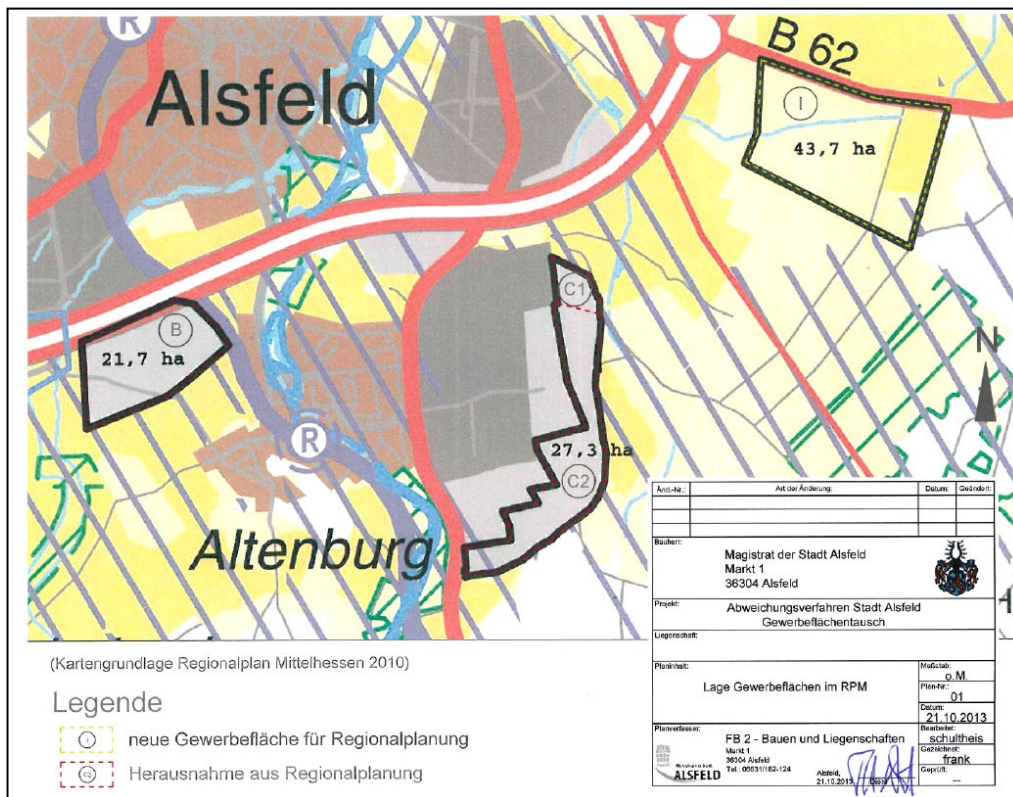 R
B 62
Alsfeld
I
43,7 ha
C1
B
21,7 ha
N
R
27,3 ha
C2
Altenburg
Änd.-Nr.:
Art der Änderung:
Datum:
Geändert:
Bauherr:
Magistrat der Stadt Alsfeld
Markt 1
36304 Alsfeld
Projekt:
Abweichungsverfahren Stadt Alsfeld
Gewerbeflächentausch
Liegenschaft:
Planinhalt:
Lage Gewerbeflächen im RPM
Maßstab:
o.M.
Plan-Nr.:
01
Datum:
21.10.2013
Planverfasser:
FB 2 - Bauen und Liegenschaften
Markt 1
36304 Alsfeld
Tel.: 06631/182-124
ALSFELD
Alsfeld,
21.10.2013
Bearbeitet:
schultheis
Gezeichnet:
frank
Geprüft:
---
(Kartengrundlage Regionalplan Mittelhessen 2010)
Legende
I
neue Gewerbefläche für Regionalplanung
C2
Herausnahme aus Regionalplanung